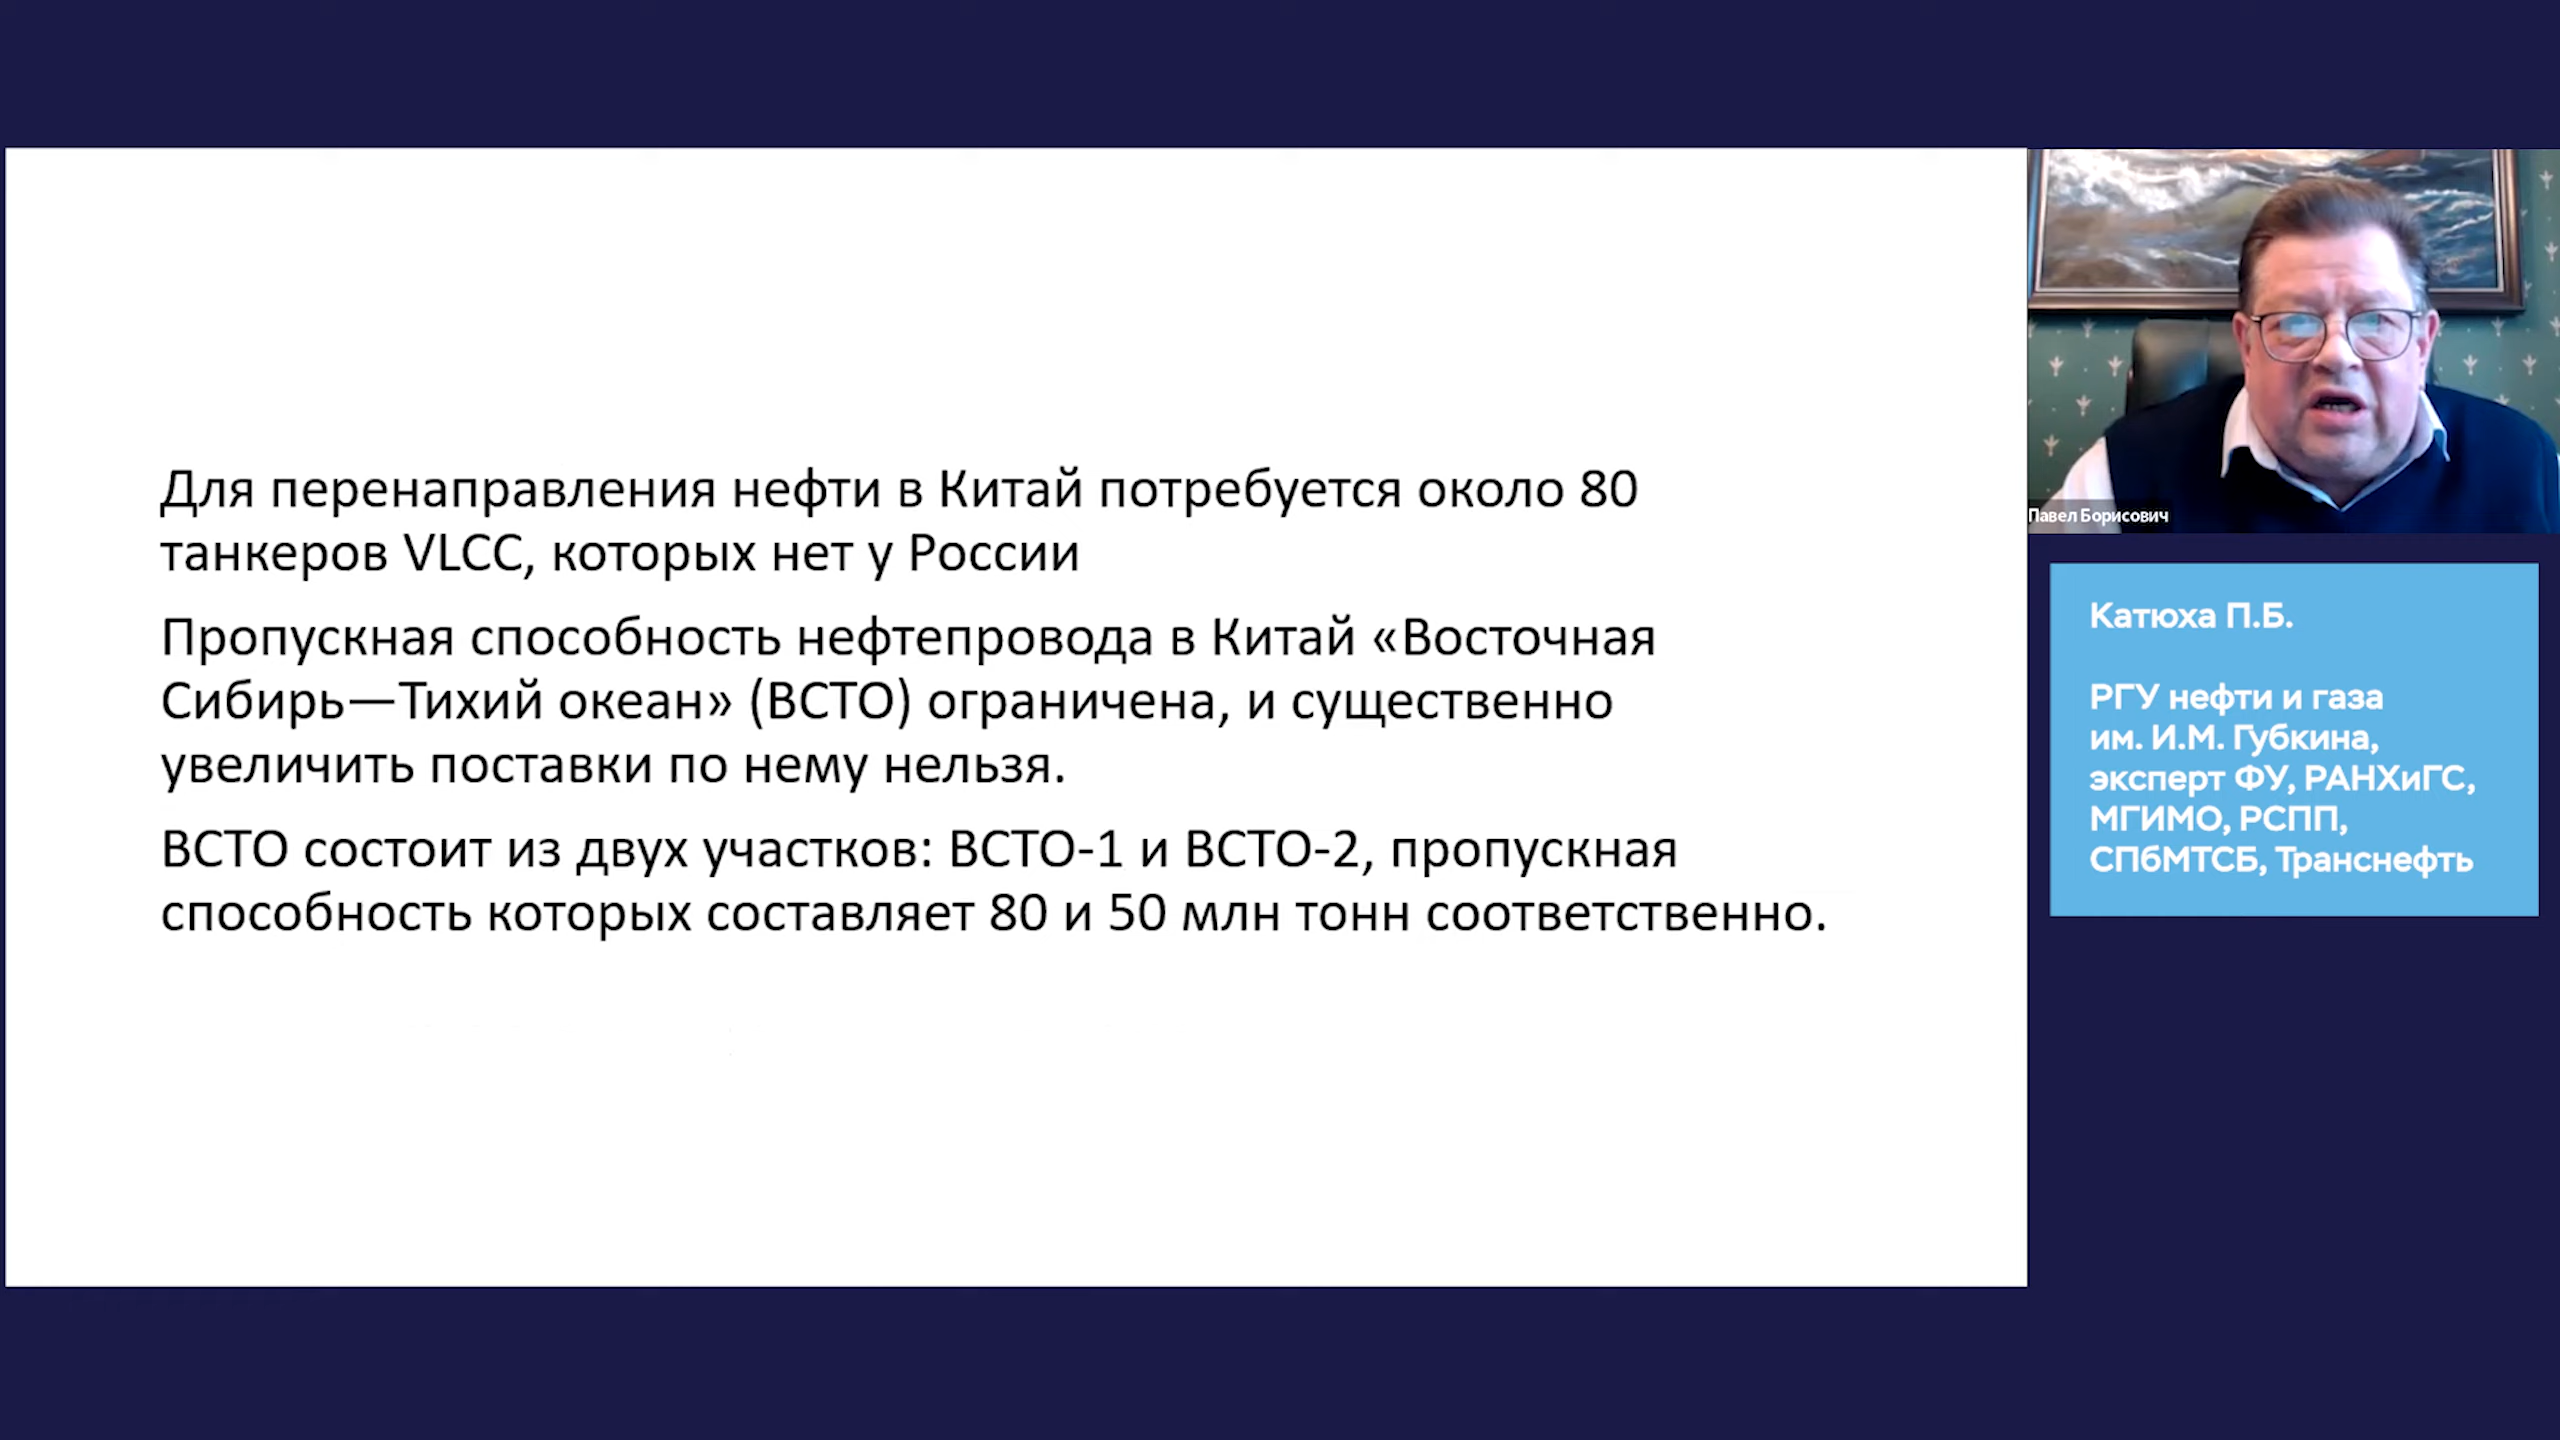 Для перенаправления нефти в Китай потребуется около 80
танкеров VLCC, которых нет у России
Пропускная способность нефтепровода в Китай «Восточная
Сибирь—Тихий океан» (ВСТО) ограничена, и существенно
увеличить поставки по нему нельзя.
ВСТО состоит из двух участков: ВСТО-1 и ВСТО-2, пропускная
способность которых составляет 80 и 50 млн тонн соответственно.
Павел Борисович
Катюха П.Б.
РГУ нефти и газа
им. И.М. Губкина,
эксперт ФУ, РАНХиГС,
МГИМО, РСПП,
СПбМТСБ, Транснефть